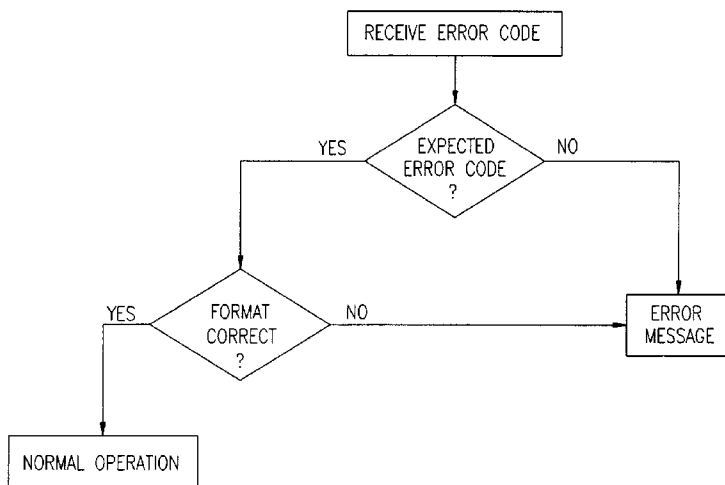 RECEIVE ERROR CODE
EXPECTED
YES
NO
ERROR CODE
?
YES
FORMAT
NO
CORRECT
?
ERROR
MESSAGE
NORMAL OPERATION